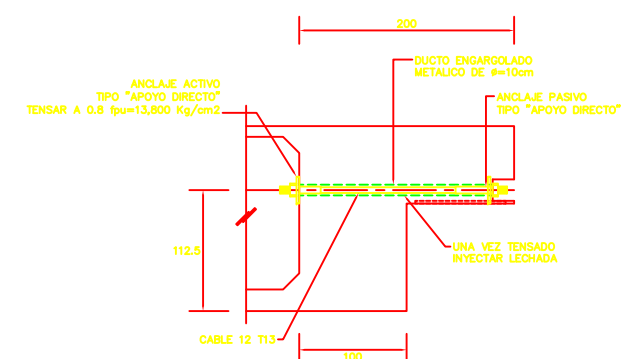 200
DUCTO ENGARGOLADO
METALICO DE ø=10cm
ANCLAJE ACTIVO
TIPO "APOYO DIRECTO"
TENSAR A 0.8 fpu=13,600 Kg/cm2
ANCLAJE PASIVO
TIPO "APOYO DIRECTO"
112.5
UNA VEZ TENSADO
INYECTAR LECHADA
CABLE 12 T13
100